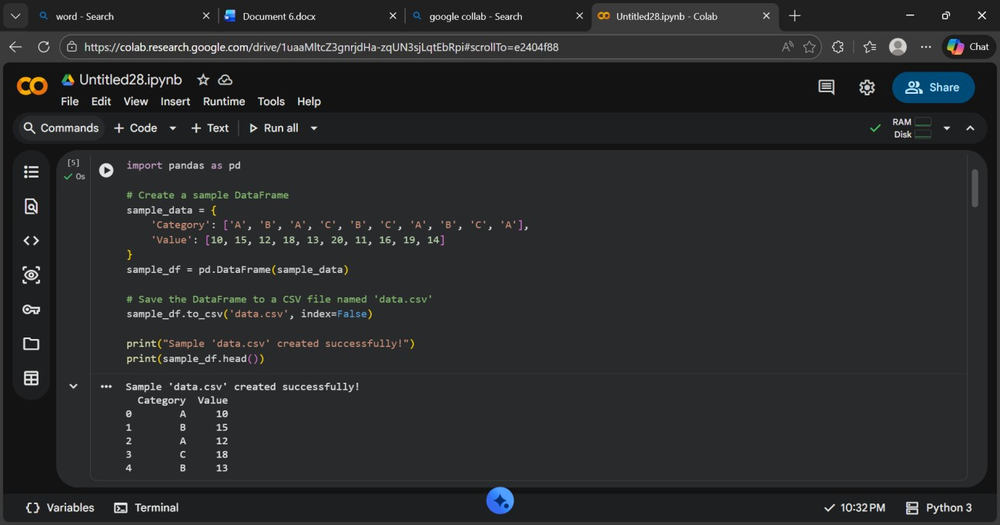 word - Search
Document 6.docx
google collab - Search
Untitled28.ipynb - Colab
https://colab.research.google.com/drive/1uaaMltcZ3gnrjdHa-zqUN3sjLqtEbRpi#scrollTo=e2404f88
Chat
Untitled28.ipynb
File Edit View Insert Runtime Tools Help
Share
Commands + Code + Text Run all
RAM
Disk
[5]
0s
import pandas as pd
# Create a sample DataFrame
sample_data = {
    'Category': ['A', 'B', 'A', 'C', 'B', 'C', 'A', 'B', 'C', 'A'],
    'Value': [10, 15, 12, 18, 13, 20, 11, 16, 19, 14]
}
sample_df = pd.DataFrame(sample_data)
# Save the DataFrame to a CSV file named 'data.csv'
sample_df.to_csv('data.csv', index=False)
print("Sample 'data.csv' created successfully!")
print(sample_df.head())
Sample 'data.csv' created successfully!
  Category  Value
0        A     10
1        B     15
2        A     12
3        C     18
4        B     13
Variables Terminal
10:32 PM Python 3